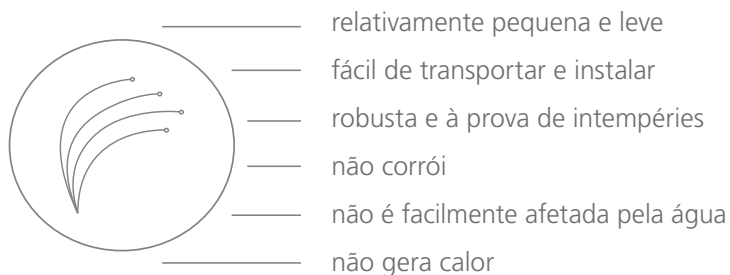 relativamente pequena e leve
fácil de transportar e instalar
robusta e à prova de intempéries
não corrói
não é facilmente afetada pela água
não gera calor